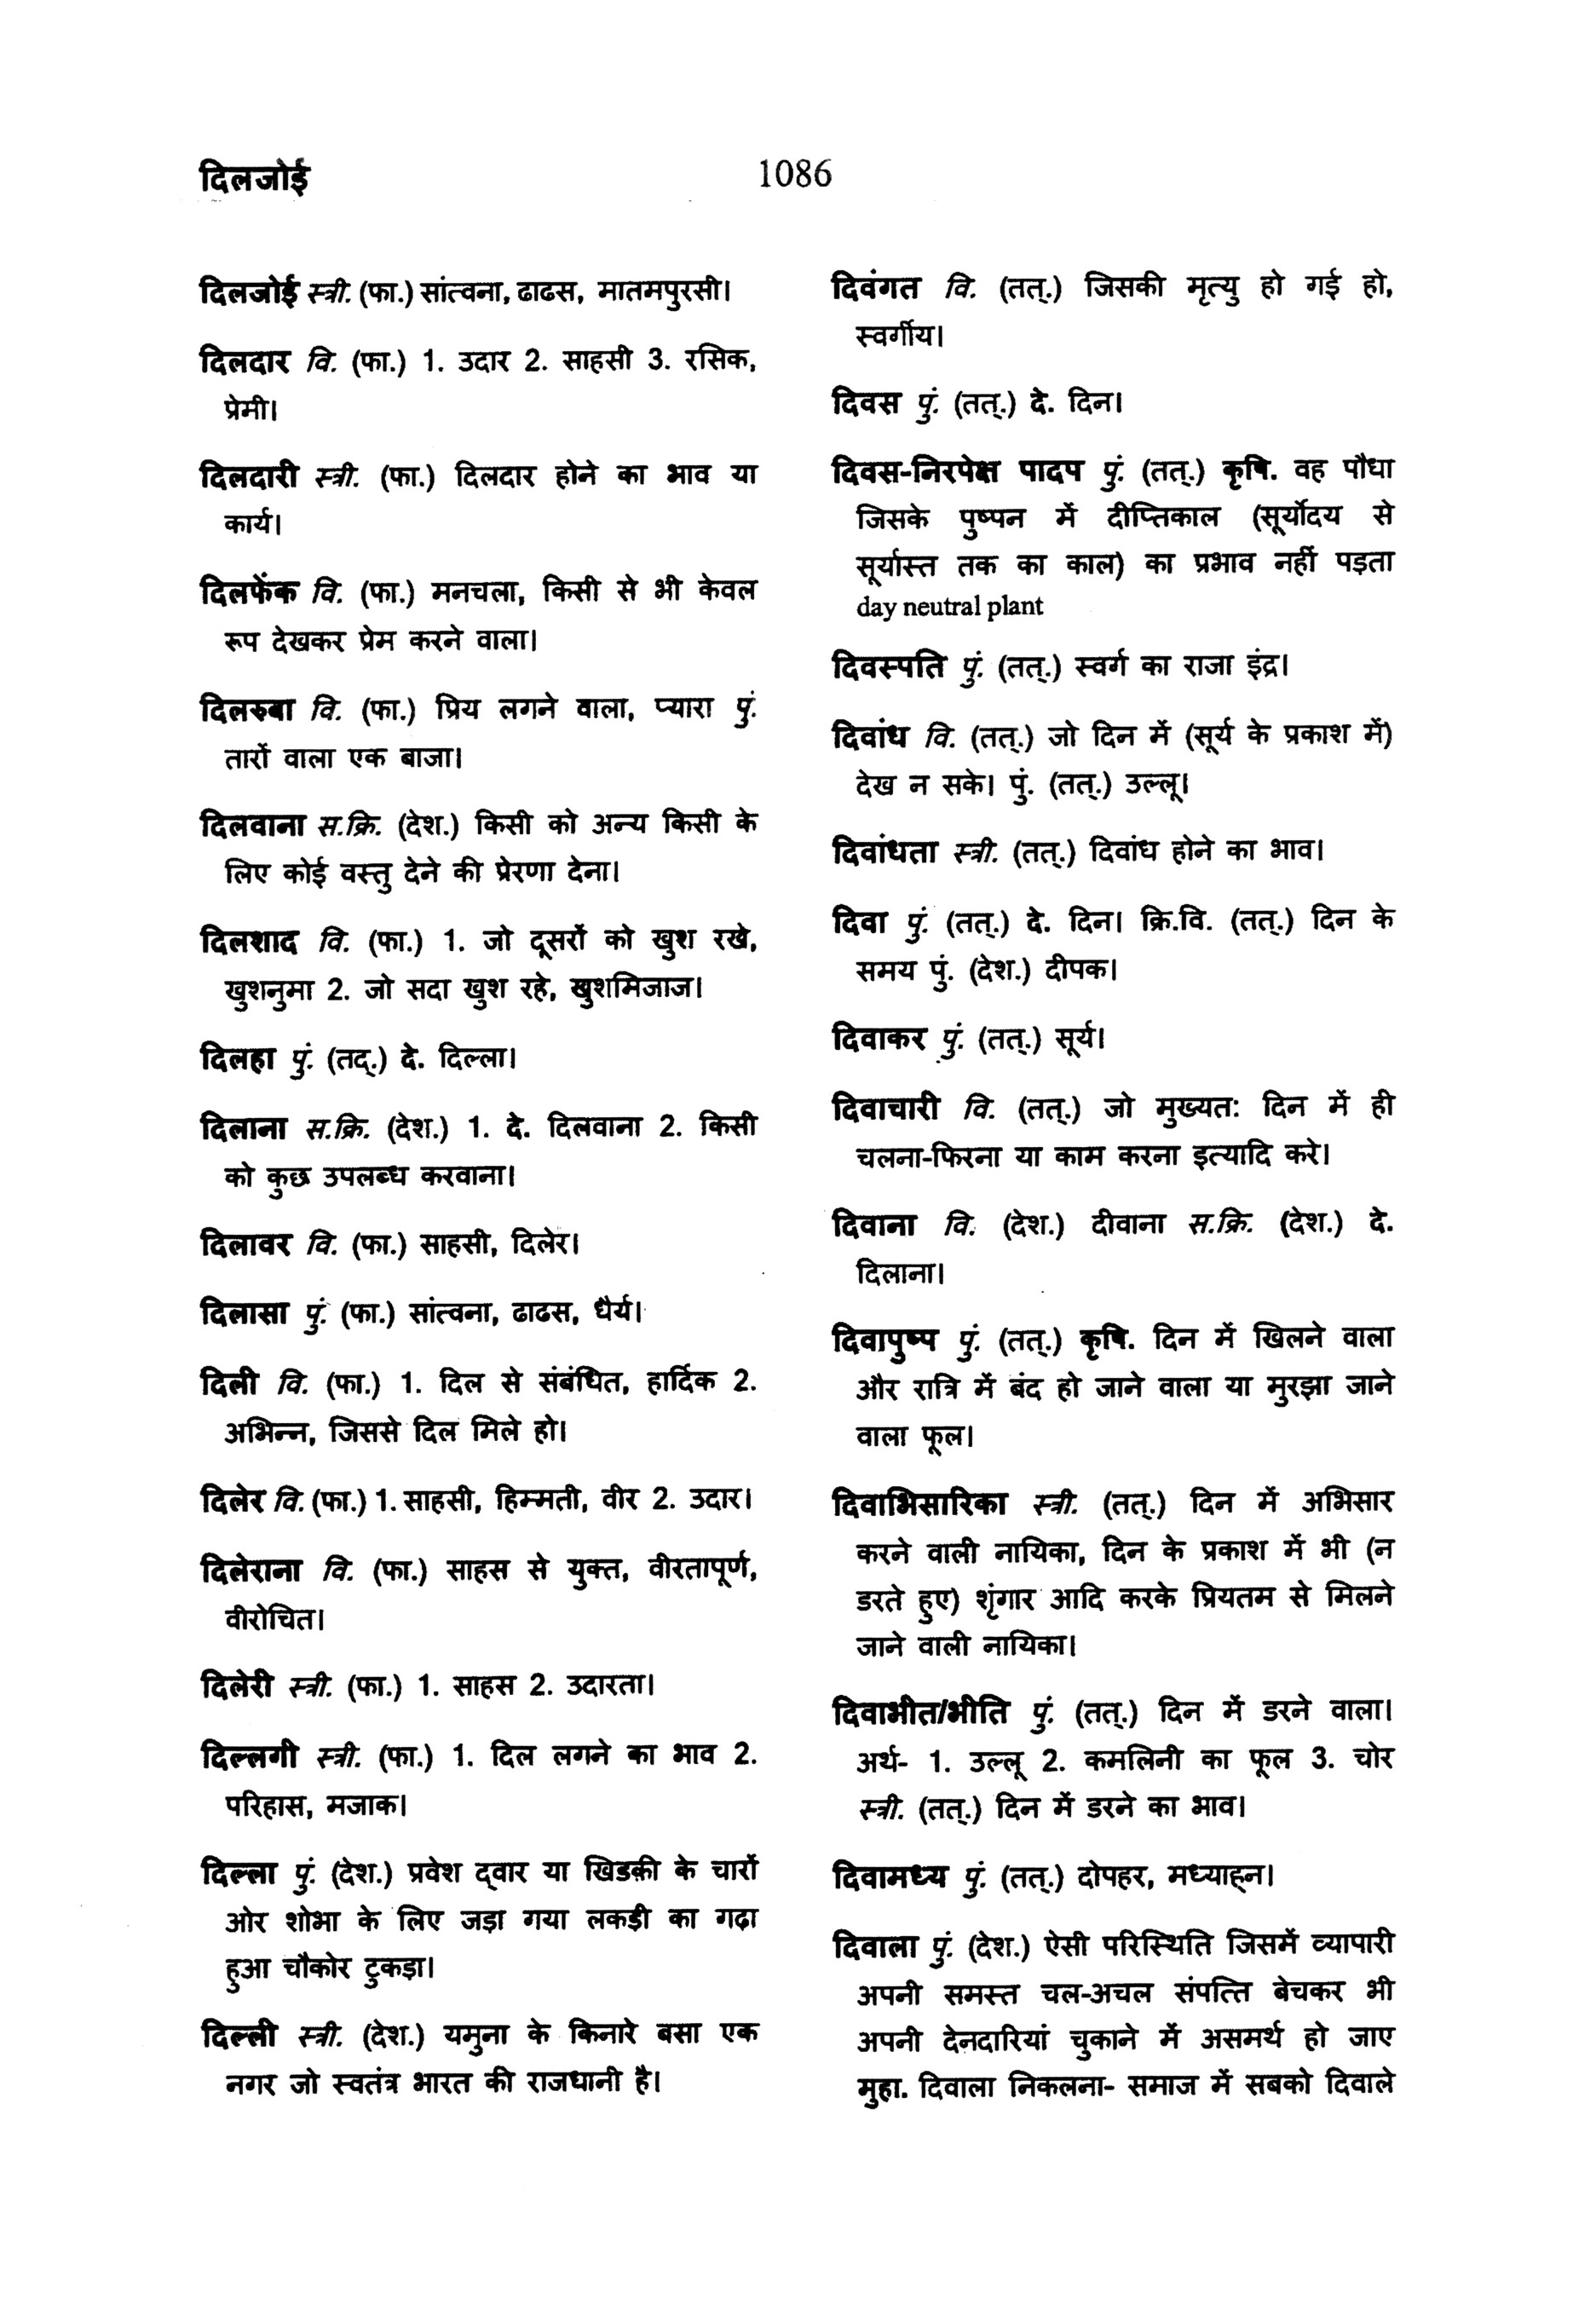 दिलजोई
1086
दिलजोई स्त्री. (फा.) सांत्वना, ढाढस, मातमपुरसी।
दिलदार वि. (फा.) 1. उदार 2. साहसी 3. रसिक,
प्रेमी।
दिलदारी स्त्री. (फा.) दिलदार होने का भाव या
कार्य।
दिलफेंक वि. (फा.) मनचला, किसी से भी केवल
रूप देखकर प्रेम करने वाला।
दिलरुबा वि. (फा.) प्रिय लगने वाला, प्यारा पुं.
तारों वाला एक बाजा।
दिलवाना स.क्रि. (देश.) किसी को अन्य किसी के
लिए कोई वस्तु देने की प्रेरणा देना।
दिलशाद वि. (फा.) 1. जो दूसरों को खुश रखे,
खुशनुमा 2. जो सदा खुश रहे, खुशमिजाज।
दिलहा पुं. (तद्.) दे. दिल्ला।
दिलाना स.क्रि. (देश.) 1. दे. दिलवाना 2. किसी
को कुछ उपलब्ध करवाना।
दिलावर वि. (फा.) साहसी, दिलेर।
दिलासा पुं. (फा.) सांत्वना, ढाढस, धैर्य।
दिली वि. (फा.) 1. दिल से संबंधित, हार्दिक 2.
अभिन्न, जिससे दिल मिले हो।
दिलेर वि. (फा.) 1. साहसी, हिम्मती, वीर 2. उदार।
दिलेराना वि. (फा.) साहस से युक्त, वीरतापूर्ण,
वीरोचित।
दिलेरी स्त्री. (फा.) 1. साहस 2. उदारता।
दिल्लगी स्त्री. (फा.) 1. दिल लगने का भाव 2.
परिहास, मजाक।
दिल्ला पुं. (देश.) प्रवेश द्वार या खिडक़ी के चारों
ओर शोभा के लिए जड़ा गया लकड़ी का गढ़ा
हुआ चौकोर टुकड़ा।
दिल्ली स्त्री. (देश.) यमुना के किनारे बसा एक
नगर जो स्वतंत्र भारत की राजधानी है।
दिवंगत वि. (तत्.) जिसकी मृत्यु हो गई हो,
स्वर्गीय।
दिवस पुं. (तत्.) दे. दिन।
दिवस-निरपेक्ष पादप पुं. (तत्.) कृषि. वह पौधा
जिसके पुष्पन में दीप्तिकाल (सूर्योदय से
सूर्यास्त तक का काल) का प्रभाव नहीं पड़ता
day neutral plant
दिवस्पति पुं. (तत्.) स्वर्ग का राजा इंद्र।
दिवांध वि. (तत्.) जो दिन में (सूर्य के प्रकाश में)
देख न सके। पुं. (तत्.) उल्लू।
दिवांधता स्त्री. (तत्.) दिवांध होने का भाव।
दिवा पुं. (तत्.) दे. दिन। क्रि.वि. (तत्.) दिन के
समय पुं. (देश.) दीपक।
दिवाकर पुं. (तत्.) सूर्य।
दिवाचारी वि. (तत्.) जो मुख्यत: दिन में ही
चलना-फिरना या काम करना इत्यादि करे।
दिवाना वि. (देश.) दीवाना स.क्रि. (देश.) दे.
दिलाना।
दिवापुष्प पुं. (तत्.) कृषि. दिन में खिलने वाला
और रात्रि में बंद हो जाने वाला या मुरझा जाने
वाला फूल।
दिवाभिसारिका स्त्री. (तत्.) दिन में अभिसार
करने वाली नायिका, दिन के प्रकाश में भी (न
डरते हुए) शृंगार आदि करके प्रियतम से मिलने
जाने वाली नायिका।
दिवाभीत/भीति पुं. (तत्.) दिन में डरने वाला।
अर्थ- 1. उल्लू 2. कमलिनी का फूल 3. चोर
स्त्री. (तत्.) दिन में डरने का भाव।
दिवामध्य पुं. (तत्.) दोपहर, मध्याह्न।
दिवाला पुं. (देश.) ऐसी परिस्थिति जिसमें व्यापारी
अपनी समस्त चल-अचल संपत्ति बेचकर भी
अपनी देनदारियां चुकाने में असमर्थ हो जाए
मुहा. दिवाला निकलना- समाज में सबको दिवाले